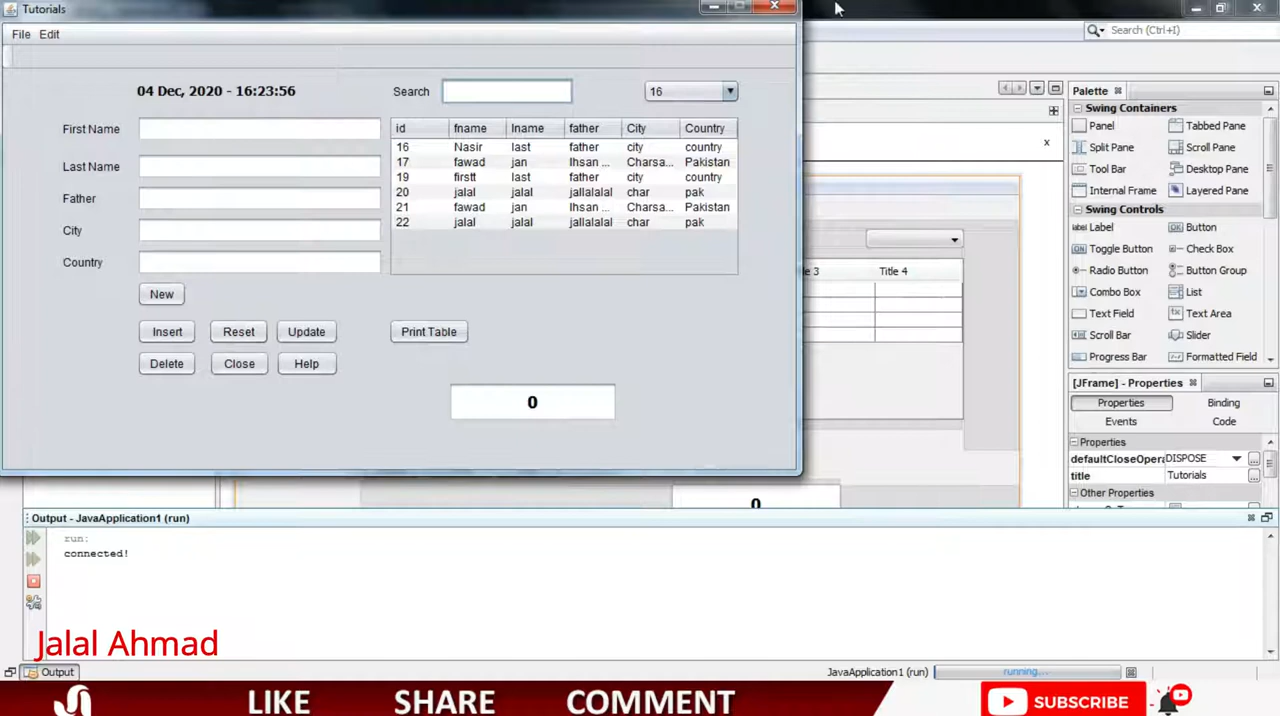 Tutorials
File Edit
Search (Ctrl+I)
04 Dec, 2020 - 16:23:56
Search
16
First Name
Last Name
Father
City
Country
id fname lname father City Country
16 Nasir last father city country
17 fawad jan Ihsan ... Charsa... Pakistan
19 firstt last father city country
20 jalal jalal jallalalal char pak
21 fawad jan Ihsan ... Charsa... Pakistan
22 jalal jalal jallalalal char pak
New
Insert Reset Update Print Table
Delete Close Help
0
x
3 Title 4
0
Palette
Swing Containers
Panel Tabbed Pane
Split Pane Scroll Pane
Tool Bar Desktop Pane
Internal Frame Layered Pane
Swing Controls
label Label OK Button
ON Toggle Button Check Box
Radio Button Button Group
Combo Box List
Text Field Text Area
Scroll Bar Slider
Progress Bar Formatted Field
[JFrame] - Properties
Properties Binding
Events Code
Properties
defaultCloseOpera DISPOSE
title Tutorials
Other Properties
Output - JavaApplication1 (run)
run:
connected!
Jalal Ahmad
Output
JavaApplication1 (run) running...
LIKE SHARE COMMENT
SUBSCRIBE